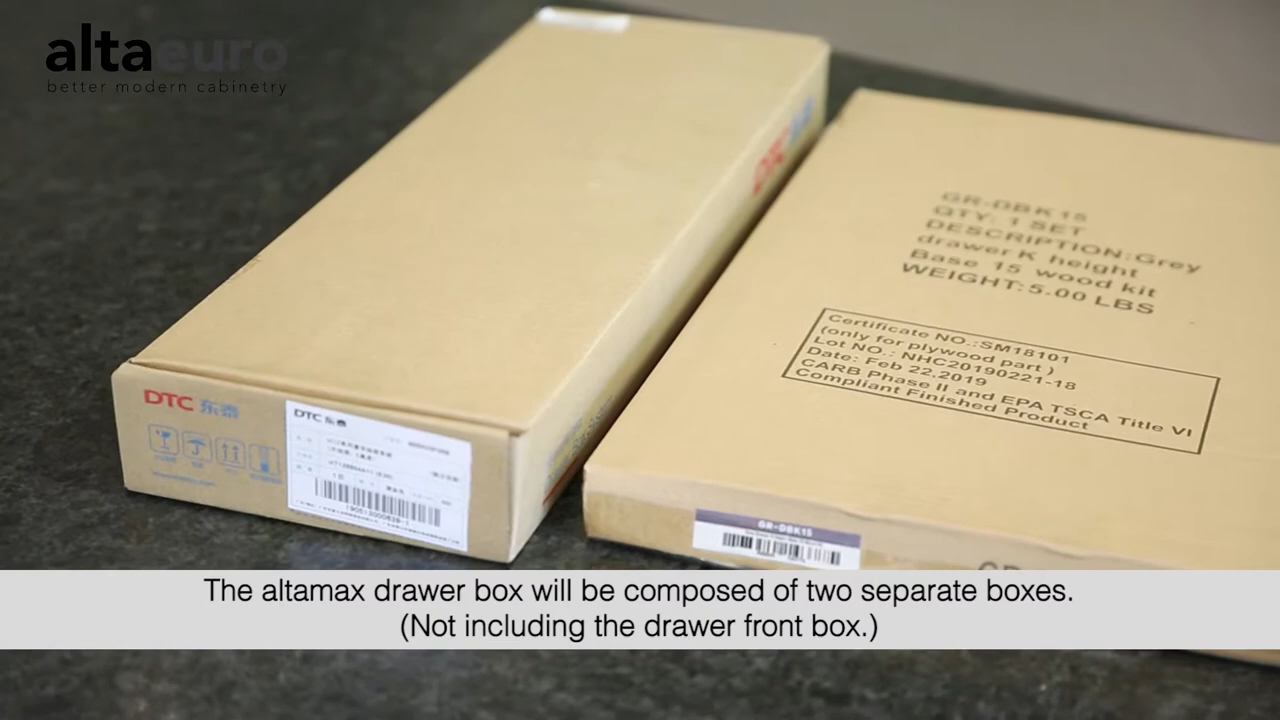 altaeuro
better modern cabinetry
DTC
GR-DBK15
QTY: 1 SET
DESCRIPTION:Grey
drawer K height
Base 15 wood kit
WEIGHT:5.00 LBS
Certificate NO.:SM18101
(only for plywood part )
Lot NO.: NHC20190221-18
Date: Feb 22.2019
CARB Phase II and EPA TSCA Title VI
Compliant Finished Product
DTC 东泰
DTC 东泰
GR-DBK15
The altamax drawer box will be composed of two separate boxes.
(Not including the drawer front box.)